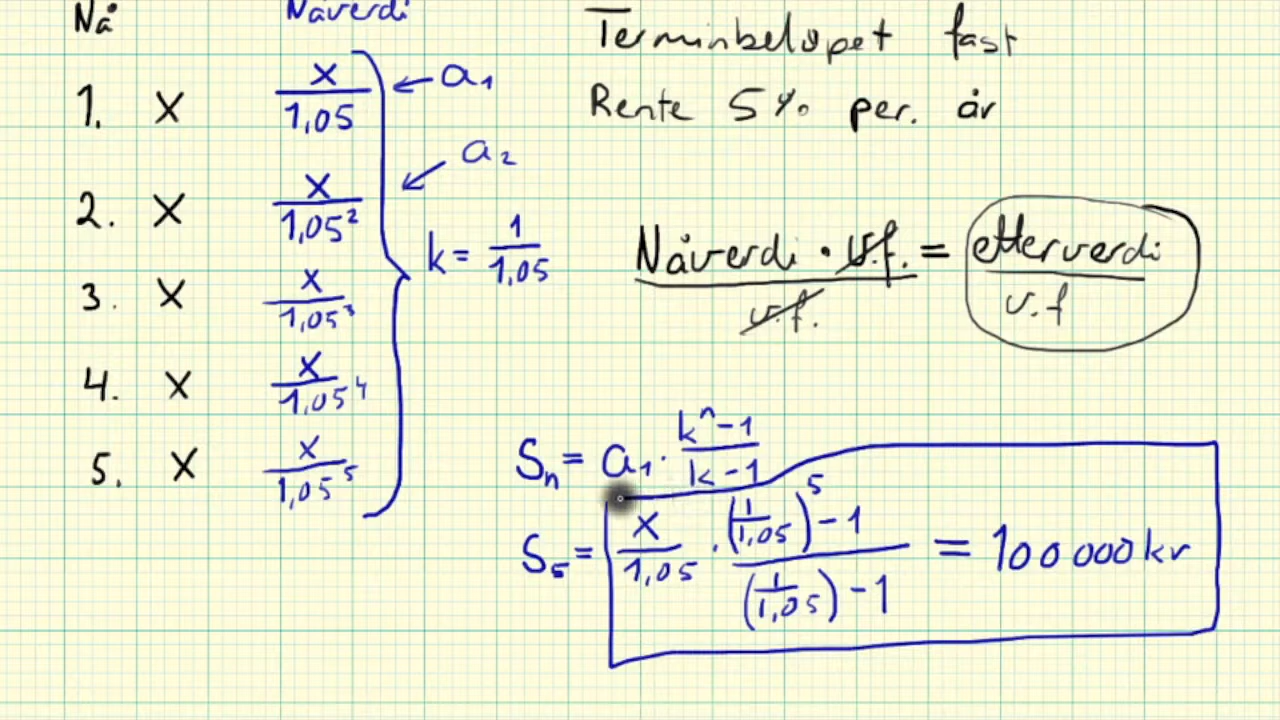 Nå Nåverdi
Terminbeløpet fast
Rente 5% per. år
1. X X/1,05 ← a₁
2. X X/1,05² ← a₂
k = 1/1,05
3. X X/1,05³
4. X X/1,05⁴
5. X X/1,05⁵
Nåverdi · v.f. / v.f. = etterverdi / v.f
Sₙ = a₁ · (kⁿ - 1)/(k - 1)
S₅ = X/1,05 · ((1/1,05)⁵ - 1)/((1/1,05) - 1) = 100 000 kr